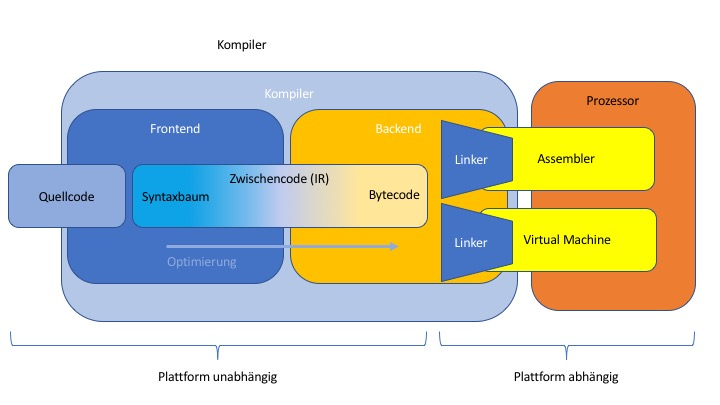 Kompiler
Kompiler
Prozessor
Frontend
Backend
Linker
Assembler
Zwischencode (IR)
Quellcode
Syntaxbaum
Bytecode
Linker
Virtual Machine
Optimierung
Plattform unabhängig
Plattform abhängig